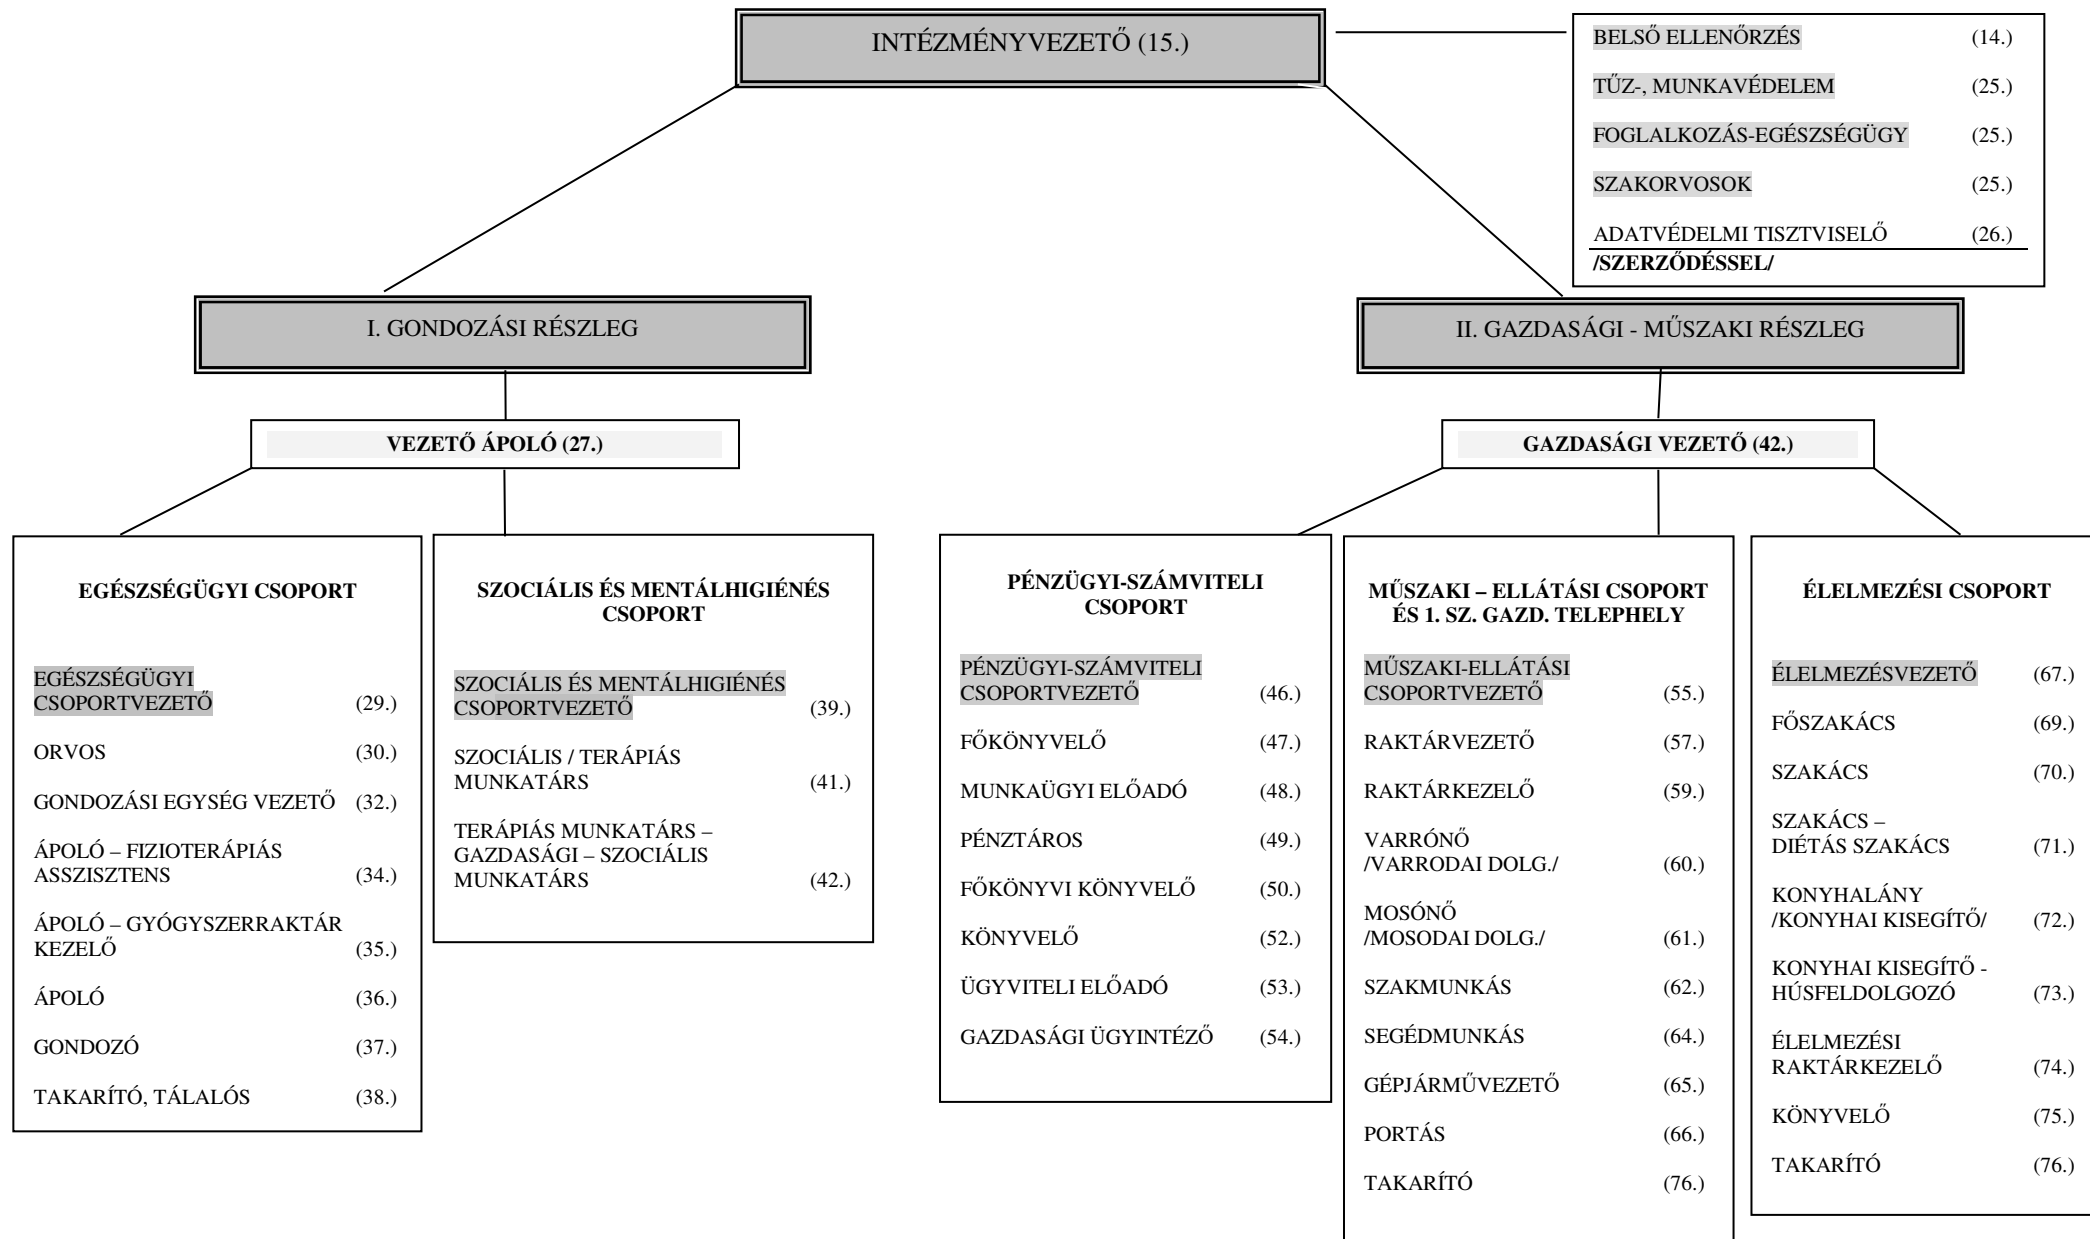 INTÉZMÉNYVEZETŐ (15.)
BELSŐ ELLENŐRZÉS (14.)
TŰZ-, MUNKAVÉDELEM (25.)
FOGLALKOZÁS-EGÉSZSÉGÜGY (25.)
SZAKORVOSOK (25.)
ADATVÉDELMI TISZTVISELŐ (26.)
/SZERZŐDÉSSEL/
I. GONDOZÁSI RÉSZLEG
II. GAZDASÁGI - MŰSZAKI RÉSZLEG
VEZETŐ ÁPOLÓ (27.)
GAZDASÁGI VEZETŐ (42.)
EGÉSZSÉGÜGYI CSOPORT
EGÉSZSÉGÜGYI
CSOPORTVEZETŐ (29.)
ORVOS (30.)
GONDOZÁSI EGYSÉG VEZETŐ (32.)
ÁPOLÓ – FIZIOTERÁPIÁS
ASSZISZTENS (34.)
ÁPOLÓ – GYÓGYSZERRAKTÁR
KEZELŐ (35.)
ÁPOLÓ (36.)
GONDOZÓ (37.)
TAKARÍTÓ, TÁLALÓS (38.)
SZOCIÁLIS ÉS MENTÁLHIGIÉNÉS
CSOPORT
SZOCIÁLIS ÉS MENTÁLHIGIÉNÉS
CSOPORTVEZETŐ (39.)
SZOCIÁLIS / TERÁPIÁS
MUNKATÁRS (41.)
TERÁPIÁS MUNKATÁRS –
GAZDASÁGI – SZOCIÁLIS
MUNKATÁRS (42.)
PÉNZÜGYI-SZÁMVITELI
CSOPORT
PÉNZÜGYI-SZÁMVITELI
CSOPORTVEZETŐ (46.)
FŐKÖNYVELŐ (47.)
MUNKAÜGYI ELŐADÓ (48.)
PÉNZTÁROS (49.)
FŐKÖNYVI KÖNYVELŐ (50.)
KÖNYVELŐ (52.)
ÜGYVITELI ELŐADÓ (53.)
GAZDASÁGI ÜGYINTÉZŐ (54.)
MŰSZAKI – ELLÁTÁSI CSOPORT
ÉS 1. SZ. GAZD. TELEPHELY
MŰSZAKI-ELLÁTÁSI
CSOPORTVEZETŐ (55.)
RAKTÁRVEZETŐ (57.)
RAKTÁRKEZELŐ (59.)
VARRÓNŐ
/VARRODAI DOLG./ (60.)
MOSÓNŐ
/MOSODAI DOLG./ (61.)
SZAKMUNKÁS (62.)
SEGÉDMUNKÁS (64.)
GÉPJÁRMŰVEZETŐ (65.)
PORTÁS (66.)
TAKARÍTÓ (76.)
ÉLELMEZÉSI CSOPORT
ÉLELMEZÉSVEZETŐ (67.)
FŐSZAKÁCS (69.)
SZAKÁCS (70.)
SZAKÁCS –
DIÉTÁS SZAKÁCS (71.)
KONYHALÁNY
/KONYHAI KISEGÍTŐ/ (72.)
KONYHAI KISEGÍTŐ -
HÚSFELDOLGOZÓ (73.)
ÉLELMEZÉSI
RAKTÁRKEZELŐ (74.)
KÖNYVELŐ (75.)
TAKARÍTÓ (76.)